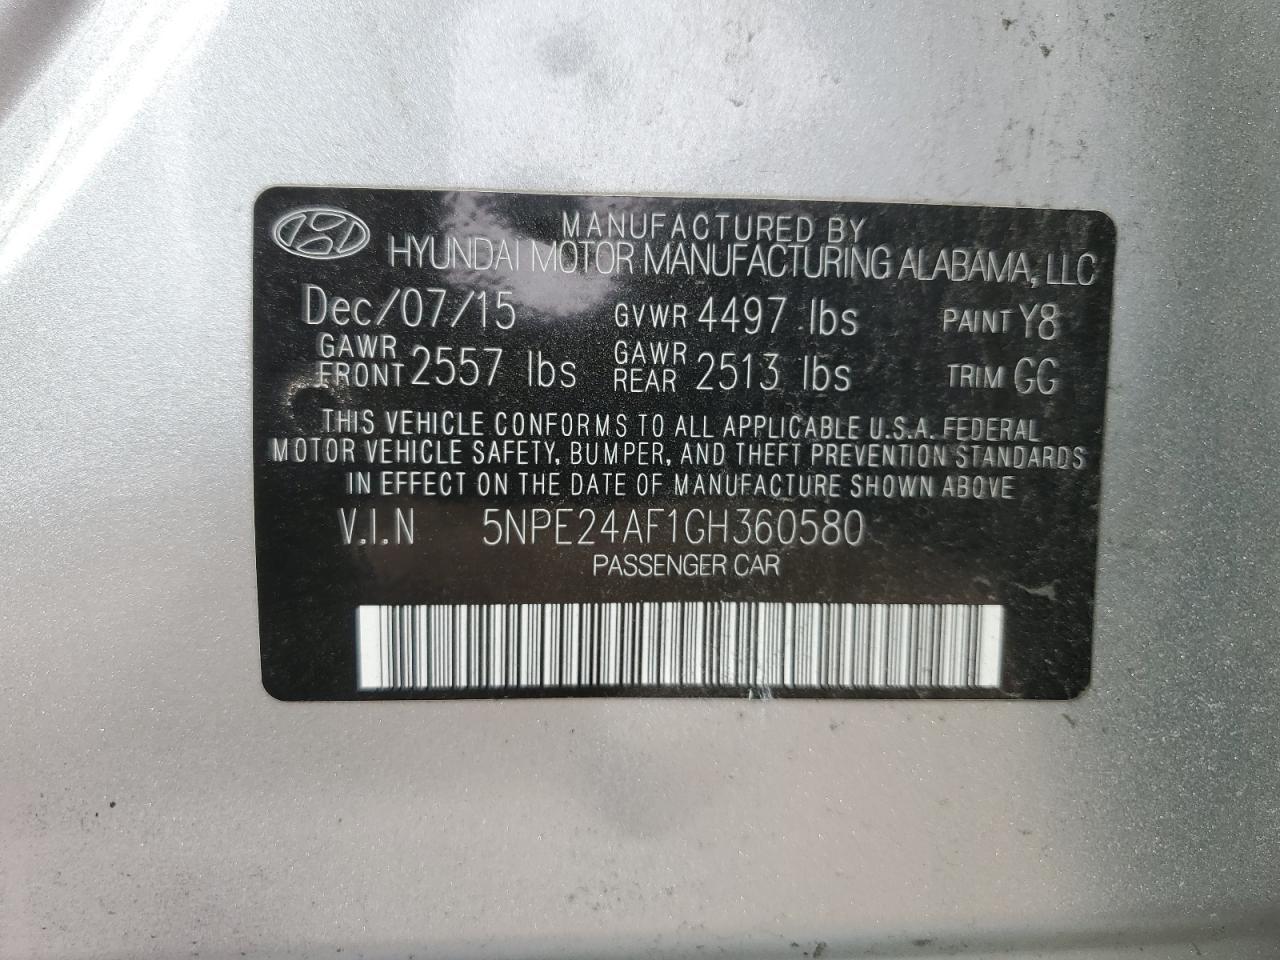 MANUFACTURED BY
HYUNDAI MOTOR MANUFACTURING ALABAMA, LLC
Dec/07/15 GVWR 4497 lbs PAINT Y8
GAWR FRONT 2557 lbs GAWR REAR 2513 lbs TRIM GG
THIS VEHICLE CONFORMS TO ALL APPLICABLE U.S.A. FEDERAL
MOTOR VEHICLE SAFETY, BUMPER, AND THEFT PREVENTION STANDARDS
IN EFFECT ON THE DATE OF MANUFACTURE SHOWN ABOVE
V.I.N 5NPE24AF1GH360580
PASSENGER CAR